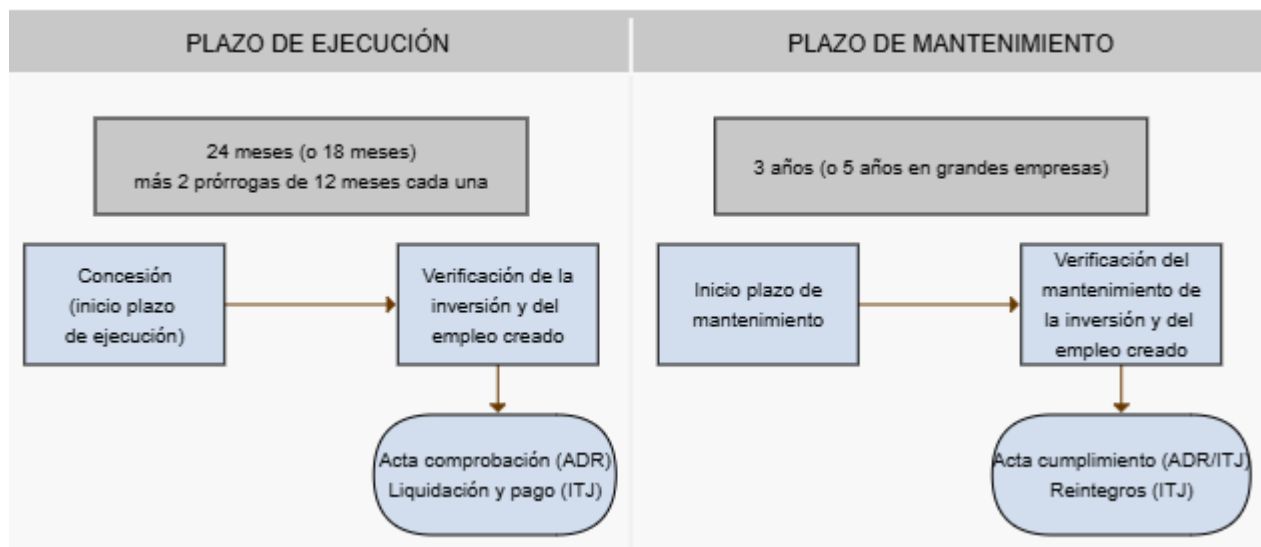 PLAZO DE EJECUCIÓN
24 meses (o 18 meses)
más 2 prórrogas de 12 meses cada una
Concesión
(inicio plazo
de ejecución)
Verificación de la
inversión y del
empleo creado
Acta comprobación (ADR)
Liquidación y pago (ITJ)
PLAZO DE MANTENIMIENTO
3 años (o 5 años en grandes empresas)
Inicio plazo de
mantenimiento
Verificación del
mantenimiento de
la inversión y del
empleo creado
Acta cumplimiento (ADR/ITJ)
Reintegros (ITJ)